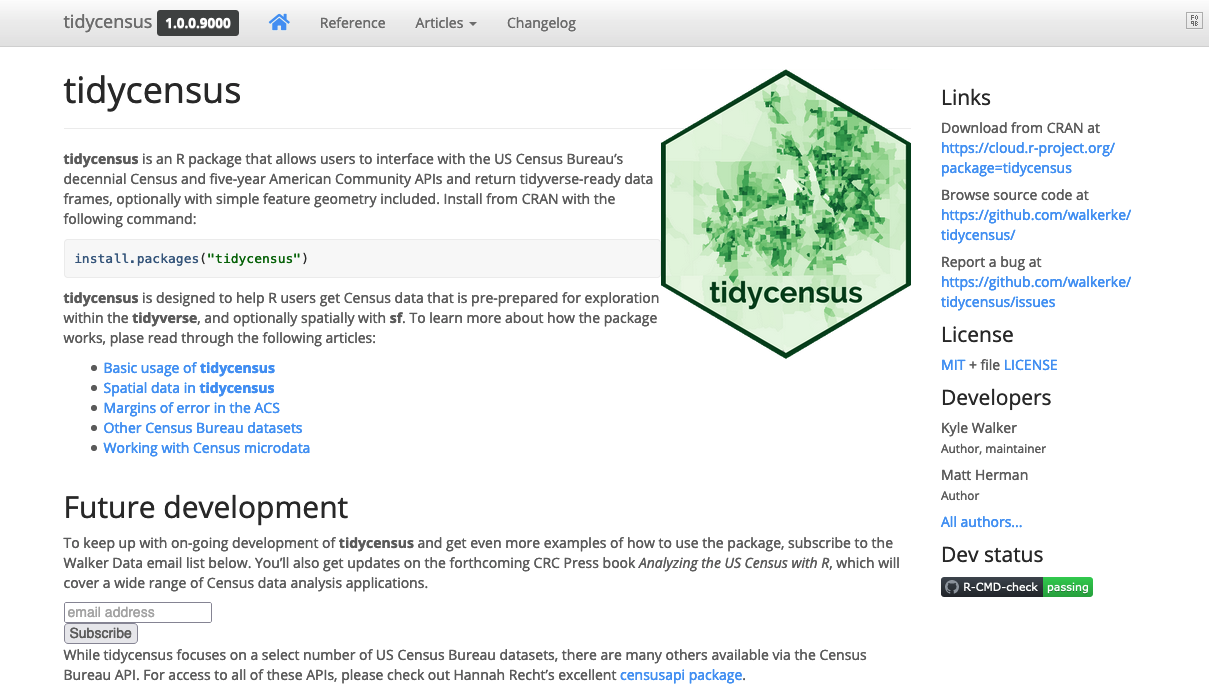 tidycensus 1.0.0.9000 Reference Articles Changelog
tidycensus
tidycensus is an R package that allows users to interface with the US Census Bureau’s
decennial Census and five-year American Community APIs and return tidyverse-ready data
frames, optionally with simple feature geometry included. Install from CRAN with the
following command:
install.packages("tidycensus")
tidycensus is designed to help R users get Census data that is pre-prepared for exploration
within the tidyverse, and optionally spatially with sf. To learn more about how the package
works, plase read through the following articles:
Basic usage of tidycensus
Spatial data in tidycensus
Margins of error in the ACS
Other Census Bureau datasets
Working with Census microdata
tidycensus
Future development
To keep up with on-going development of tidycensus and get even more examples of how to use the package, subscribe to the
Walker Data email list below. You’ll also get updates on the forthcoming CRC Press book Analyzing the US Census with R, which will
cover a wide range of Census data analysis applications.
email address
Subscribe
While tidycensus focuses on a select number of US Census Bureau datasets, there are many others available via the Census
Bureau API. For access to all of these APIs, please check out Hannah Recht’s excellent censusapi package.
Links
Download from CRAN at
https://cloud.r-project.org/
package=tidycensus
Browse source code at
https://github.com/walkerke/
tidycensus/
Report a bug at
https://github.com/walkerke/
tidycensus/issues
License
MIT + file LICENSE
Developers
Kyle Walker
Author, maintainer
Matt Herman
Author
All authors...
Dev status
R-CMD-check passing